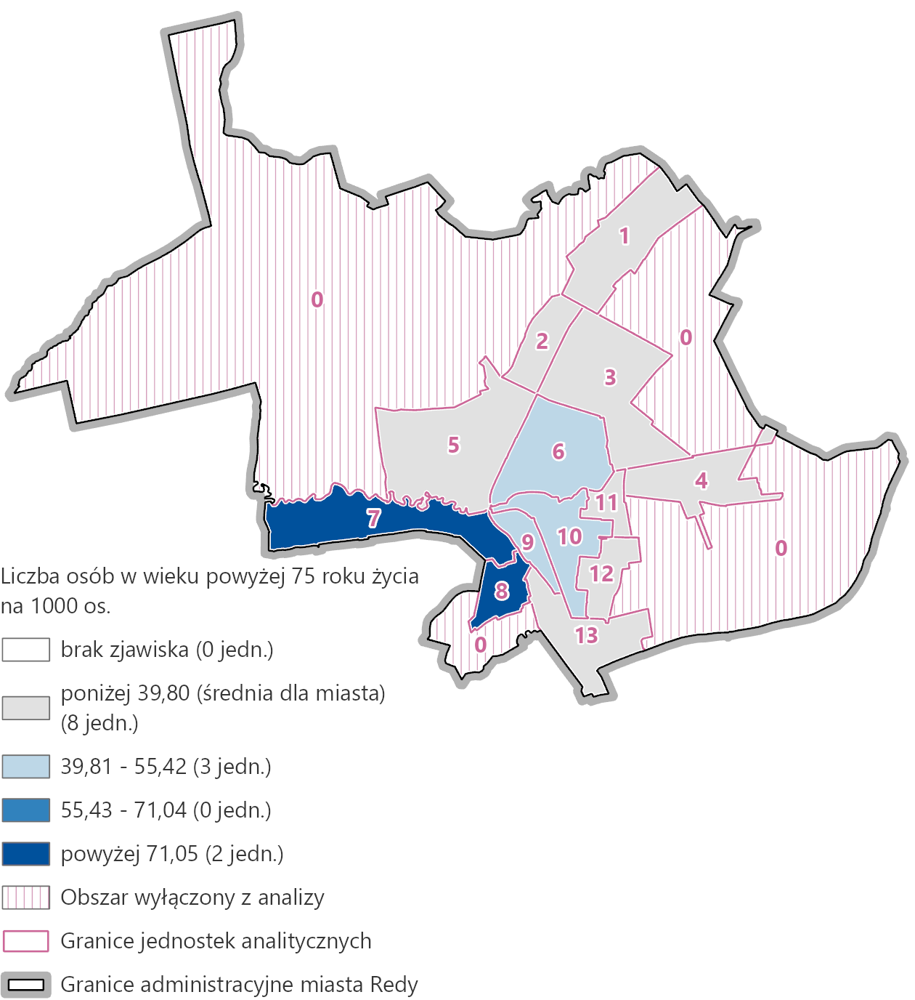 1
0
2
0
3
5
6
4
11
7
9
10
0
12
8
13
0
Liczba osób w wieku powyżej 75 roku życia
na 1000 os.
brak zjawiska (0 jedn.)
poniżej 39,80 (średnia dla miasta)
(8 jedn.)
39,81 - 55,42 (3 jedn.)
55,43 - 71,04 (0 jedn.)
powyżej 71,05 (2 jedn.)
Obszar wyłączony z analizy
Granice jednostek analitycznych
Granice administracyjne miasta Redy